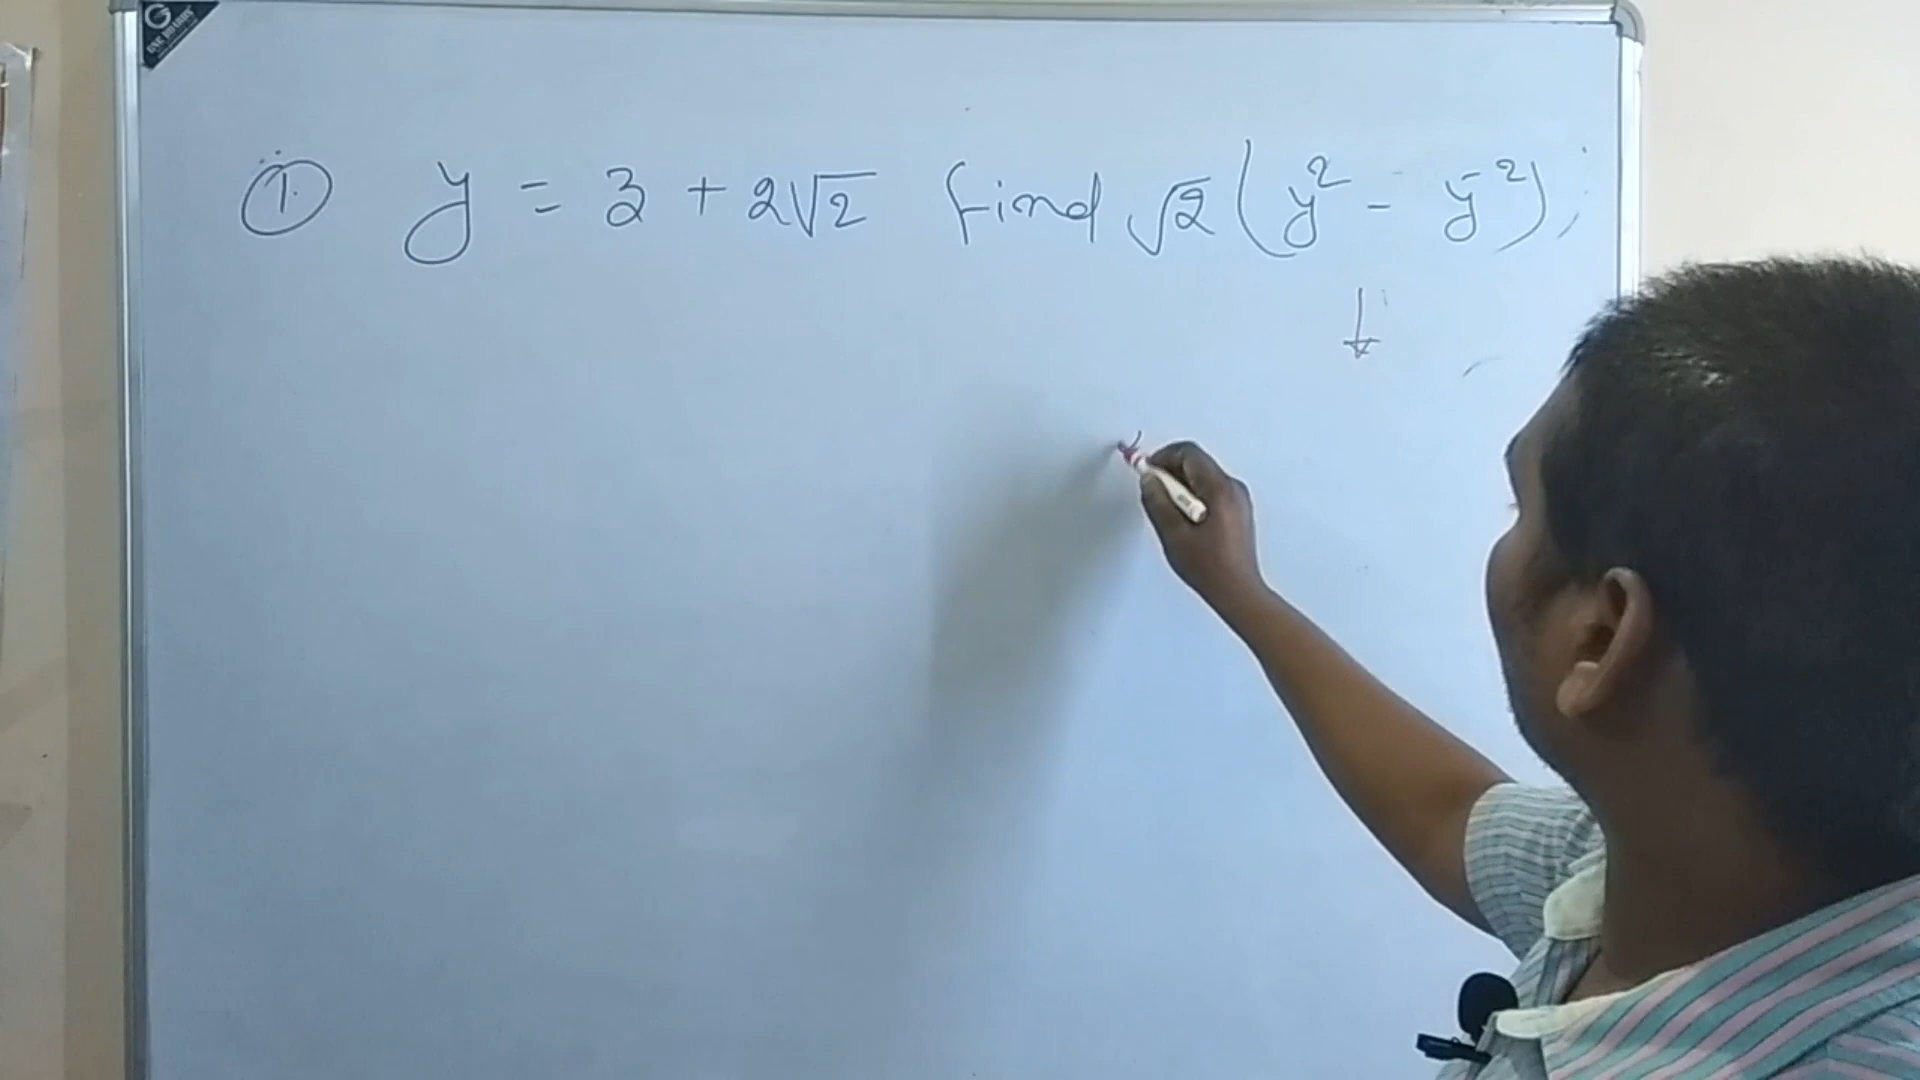 ① y = 3 + 2√2 find √2 (y² - y⁻²);